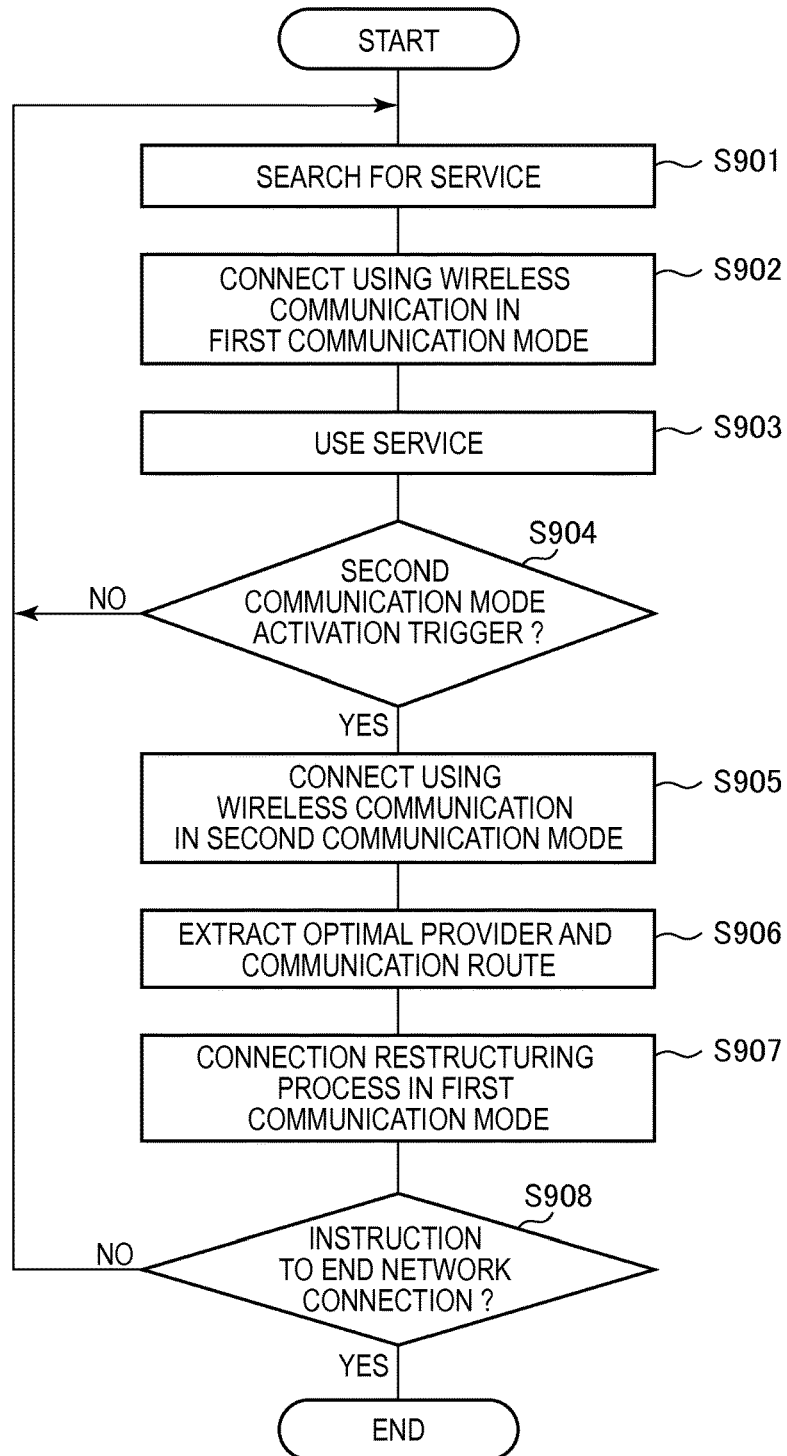 START
SEARCH FOR SERVICE
S901
CONNECT USING WIRELESS
COMMUNICATION IN
FIRST COMMUNICATION MODE
S902
USE SERVICE
S903
S904
SECOND
COMMUNICATION MODE
ACTIVATION TRIGGER ?
NO
YES
CONNECT USING
WIRELESS COMMUNICATION
IN SECOND COMMUNICATION MODE
S905
EXTRACT OPTIMAL PROVIDER AND
COMMUNICATION ROUTE
S906
CONNECTION RESTRUCTURING
PROCESS IN FIRST
COMMUNICATION MODE
S907
S908
INSTRUCTION
TO END NETWORK
CONNECTION ?
NO
YES
END